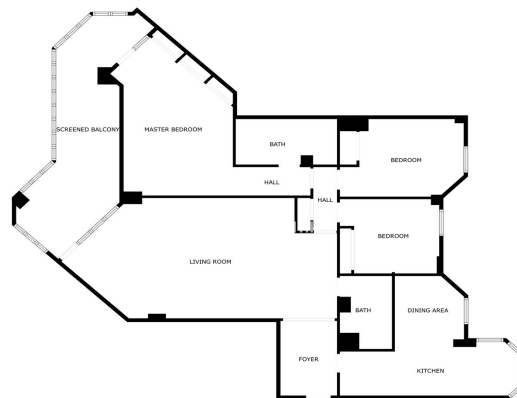 SCREENED BALCONY
MASTER BEDROOM
BATH
BEDROOM
HALL
HALL
BEDROOM
LIVING ROOM
BATH
DINING AREA
FOYER
KITCHEN